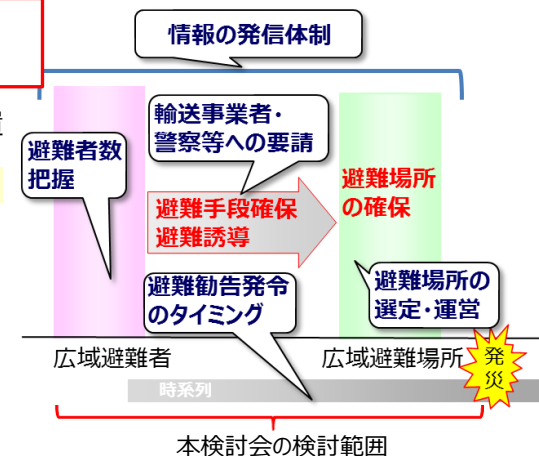 情報の発信体制
置
輸送事業者・
警察等への要請
避難者数
把握
避難手段確保
避難誘導
避難場所
の確保
避難勧告発令
のタイミング
避難場所の
選定・運営
広域避難者
広域避難場所
発
災
時系列
本検討会の検討範囲